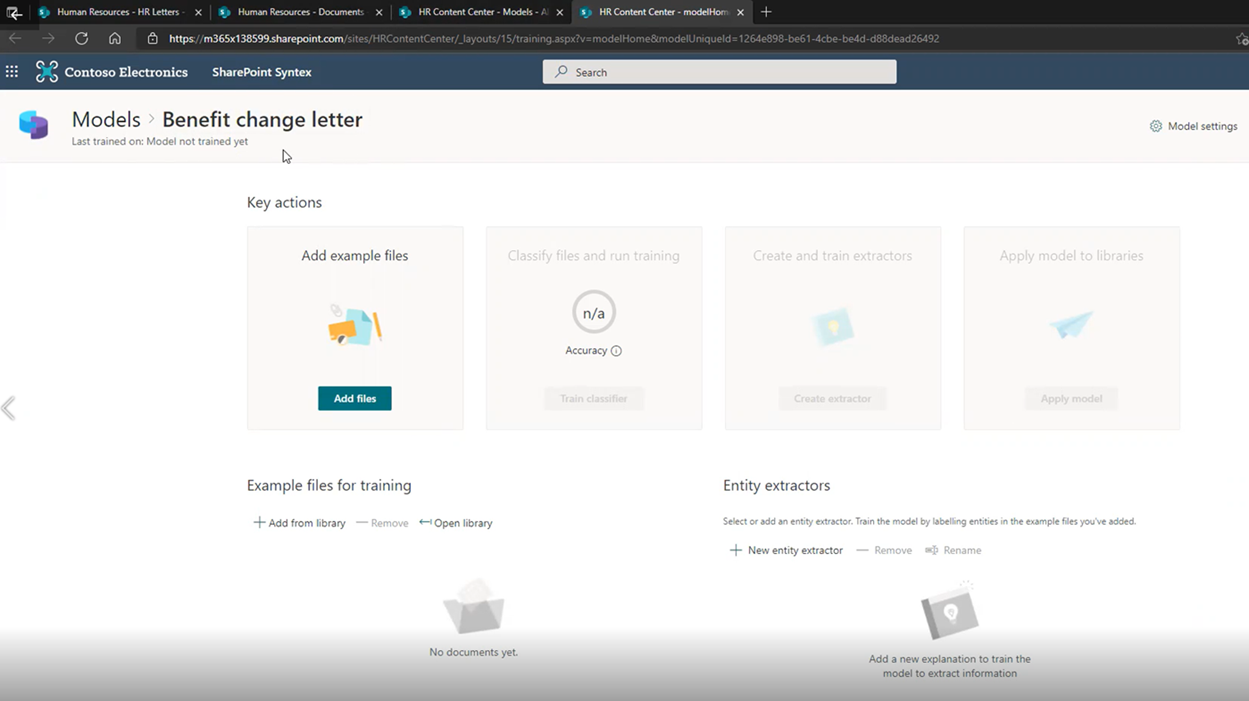 Human Resources - HR Letters -
Human Resources - Documents
HR Content Center - Models - Al
HR Content Center - modelHom
https://m365x138599.sharepoint.com/sites/HRContentCenter/_layouts/15/training.aspx?v=modelHome&modelUniqueId=1264e898-be61-4cbe-be4d-d88dead26492
Contoso Electronics
SharePoint Syntex
Search
Models > Benefit change letter
Last trained on: Model not trained yet
Model settings
Key actions
Add example files
Add files
Classify files and run training
n/a
Accuracy
Train classifier
Create and train extractors
Create extractor
Apply model to libraries
Apply model
Example files for training
Add from library
Remove
Open library
No documents yet.
Entity extractors
Select or add an entity extractor. Train the model by labelling entities in the example files you've added.
New entity extractor
Remove
Rename
Add a new explanation to train the
model to extract information